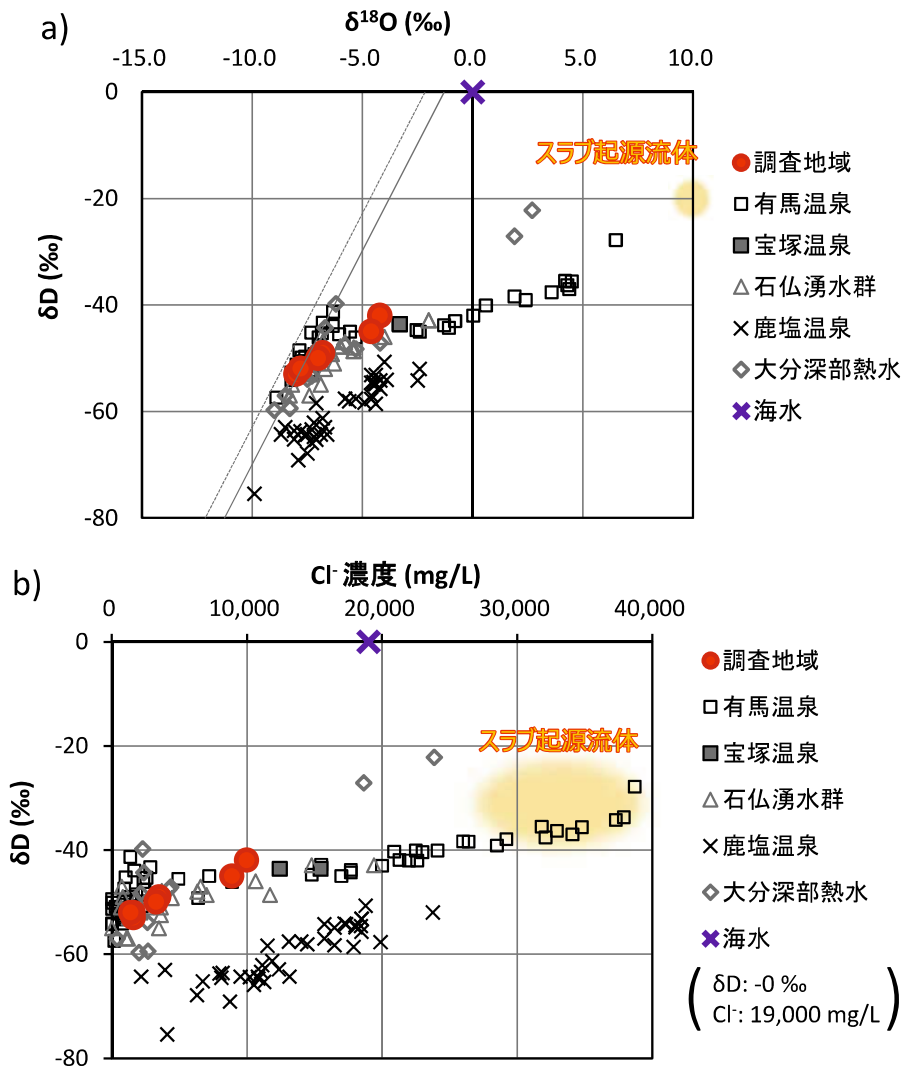 a)
δ¹⁸O (‰)
-15.0 -10.0 -5.0 0.0 5.0 10.0
0
-20
-40
-60
-80
δD (‰)
スラブ起源流体
調査地域
有馬温泉
宝塚温泉
石仏湧水群
鹿塩温泉
大分深部熱水
海水
b)
Cl⁻ 濃度 (mg/L)
0 10,000 20,000 30,000 40,000
0
-20
-40
-60
-80
δD (‰)
スラブ起源流体
調査地域
有馬温泉
宝塚温泉
石仏湧水群
鹿塩温泉
大分深部熱水
海水
(δD: -0 ‰
Cl⁻: 19,000 mg/L)